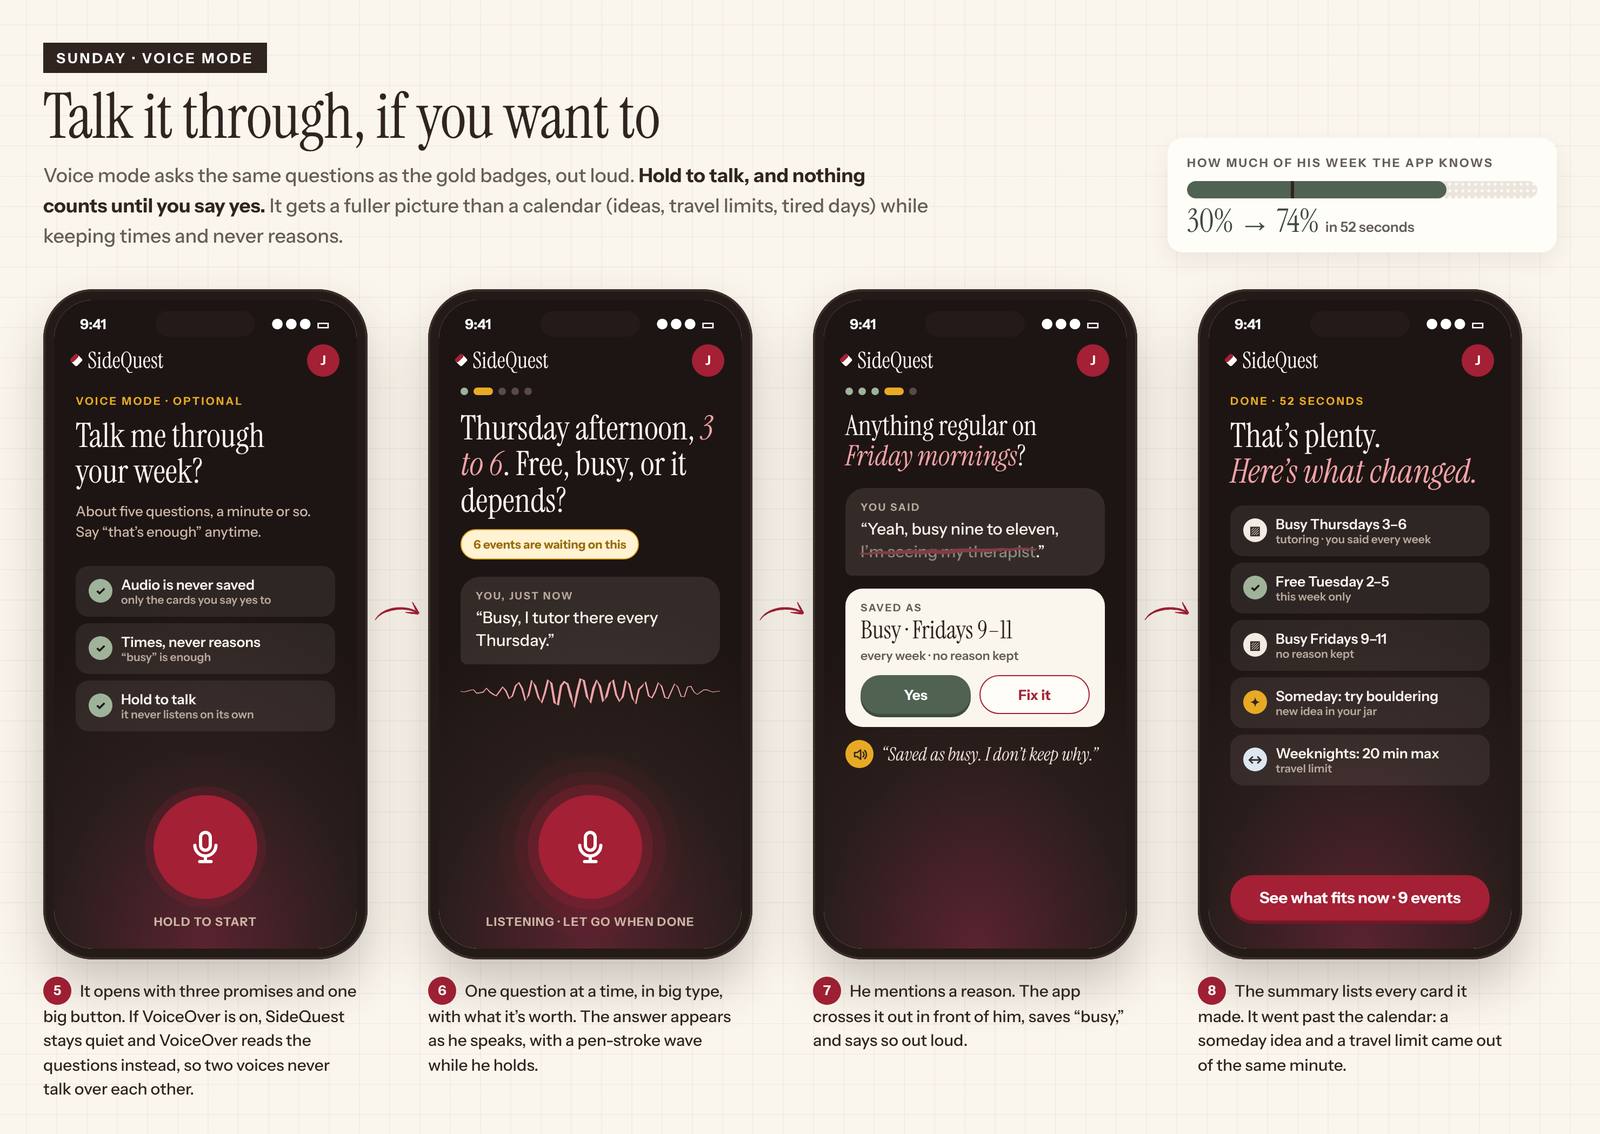 SUNDAY · VOICE MODE
Talk it through, if you want to
Voice mode asks the same questions as the gold badges, out loud. Hold to talk, and nothing
counts until you say yes. It gets a fuller picture than a calendar (ideas, travel limits, tired days) while
keeping times and never reasons.
HOW MUCH OF HIS WEEK THE APP KNOWS
30% → 74% in 52 seconds
9:41
SideQuest
J
VOICE MODE · OPTIONAL
Talk me through
your week?
About five questions, a minute or so.
Say “that’s enough” anytime.
Audio is never saved
only the cards you say yes to
Times, never reasons
“busy” is enough
Hold to talk
it never listens on its own
HOLD TO START
5 It opens with three promises and one
big button. If VoiceOver is on, SideQuest
stays quiet and VoiceOver reads the
questions instead, so two voices never
talk over each other.
9:41
SideQuest
J
Thursday afternoon, 3
to 6. Free, busy, or it
depends?
6 events are waiting on this
YOU, JUST NOW
“Busy, I tutor there every
Thursday.”
LISTENING · LET GO WHEN DONE
6 One question at a time, in big type,
with what it’s worth. The answer appears
as he speaks, with a pen-stroke wave
while he holds.
9:41
SideQuest
J
Anything regular on
Friday mornings?
YOU SAID
“Yeah, busy nine to eleven,
I’m seeing my therapist.”
SAVED AS
Busy · Fridays 9–11
every week · no reason kept
Yes
Fix it
“Saved as busy. I don’t keep why.”
7 He mentions a reason. The app
crosses it out in front of him, saves “busy,”
and says so out loud.
9:41
SideQuest
J
DONE · 52 SECONDS
That’s plenty.
Here’s what changed.
Busy Thursdays 3–6
tutoring · you said every week
Free Tuesday 2–5
this week only
Busy Fridays 9–11
no reason kept
Someday: try bouldering
new idea in your jar
Weeknights: 20 min max
travel limit
See what fits now · 9 events
8 The summary lists every card it
made. It went past the calendar: a
someday idea and a travel limit came out
of the same minute.